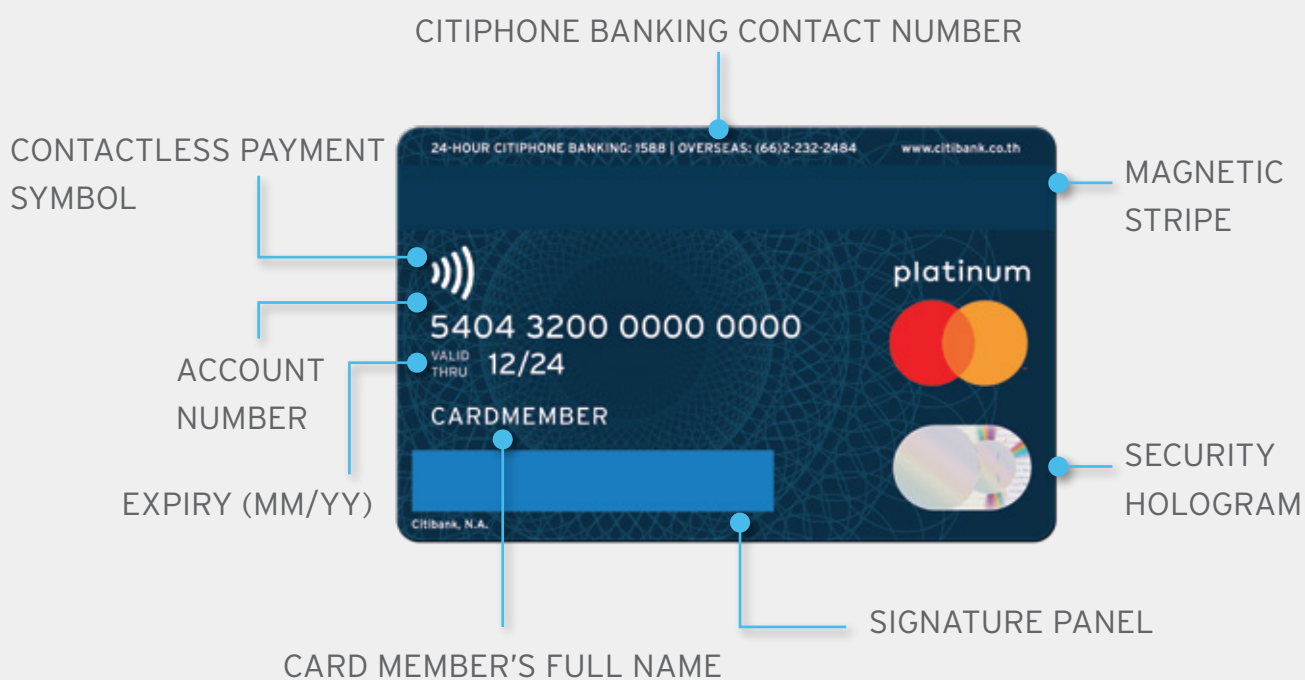 CITIPHONE BANKING CONTACT NUMBER
CONTACTLESS PAYMENT
SYMBOL
24-HOUR CITIPHONE BANKING: 1588 | OVERSEAS: (66)2-232-2484 www.citibank.co.th
MAGNETIC
STRIPE
platinum
5404 3200 0000 0000
VALID
THRU 12/24
ACCOUNT
NUMBER
CARDMEMBER
EXPIRY (MM/YY)
SECURITY
HOLOGRAM
Citibank, N.A.
SIGNATURE PANEL
CARD MEMBER'S FULL NAME